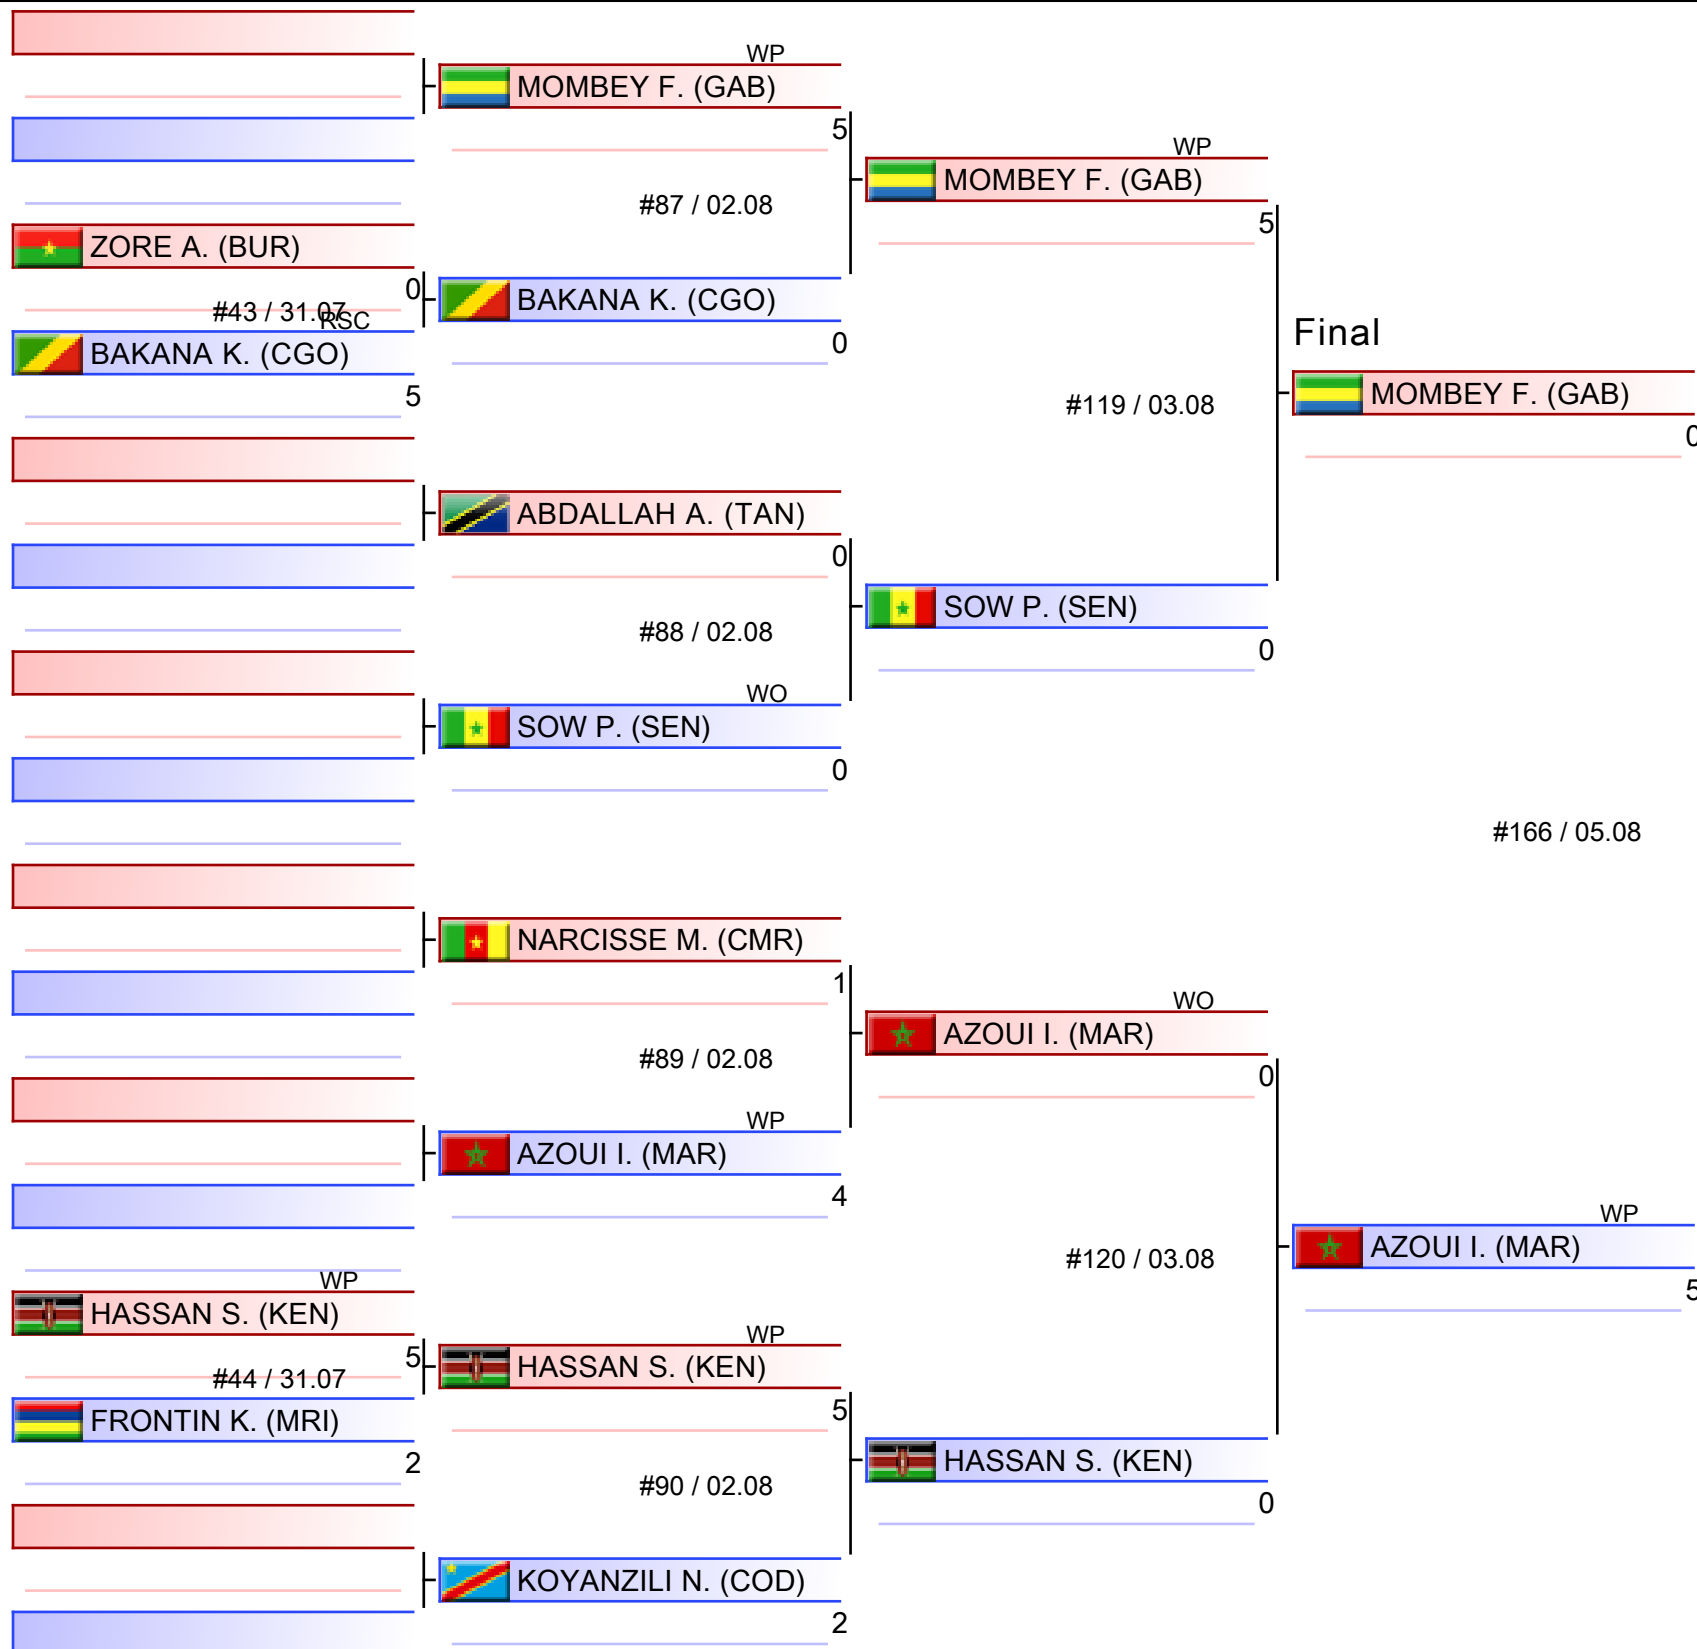 WP
MOMBEY F. (GAB)
5
WP
MOMBEY F. (GAB)
5
#87 / 02.08
ZORE A. (BUR)
0
#43 / 31.07
RSC
BAKANA K. (CGO)
5
BAKANA K. (CGO)
0
Final
MOMBEY F. (GAB)
0
#119 / 03.08
ABDALLAH A. (TAN)
0
#88 / 02.08
SOW P. (SEN)
0
WO
SOW P. (SEN)
0
#166 / 05.08
NARCISSE M. (CMR)
1
WO
AZOUI I. (MAR)
0
#89 / 02.08
WP
AZOUI I. (MAR)
4
WP
AZOUI I. (MAR)
5
#120 / 03.08
WP
HASSAN S. (KEN)
5
#44 / 31.07
FRONTIN K. (MRI)
2
WP
HASSAN S. (KEN)
5
HASSAN S. (KEN)
0
#90 / 02.08
KOYANZILI N. (COD)
2